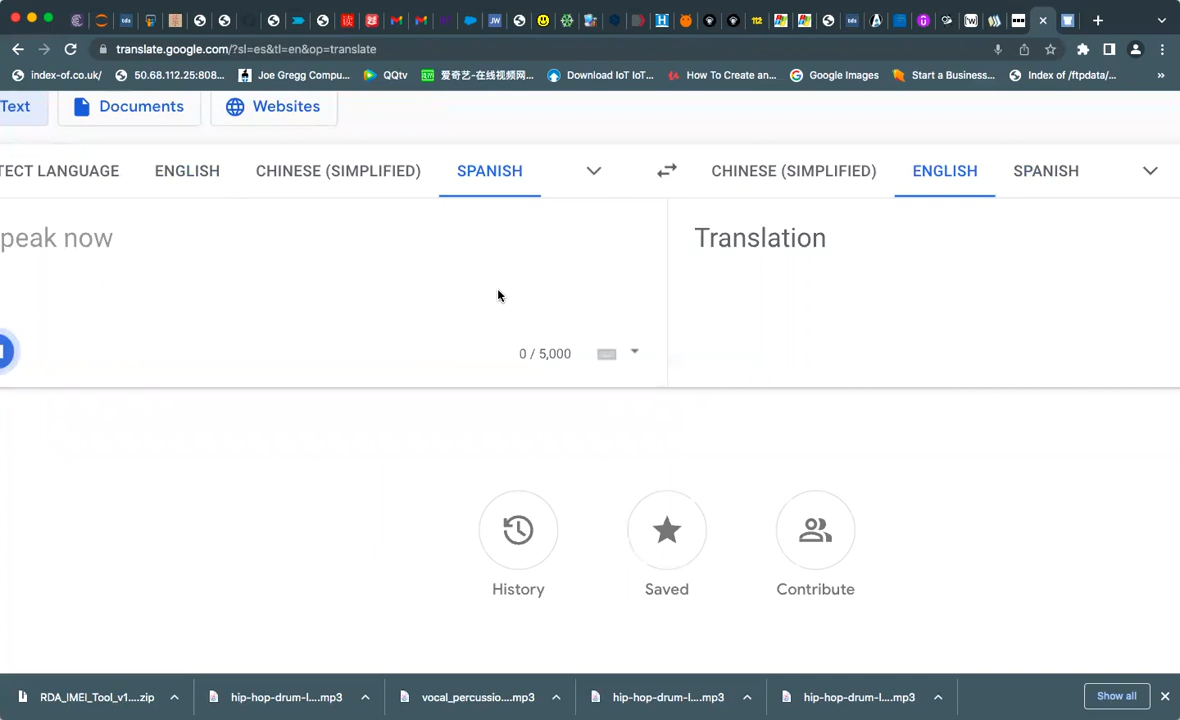 translate.google.com/?sl=es&tl=en&op=translate
index-of.co.uk/ 50.68.112.25:808... Joe Gregg Compu... QQtv 爱奇艺-在线视频网... Download IoT IoT... How To Create an... Google Images Start a Business... Index of /ftpdata/... »
Text Documents Websites
TECT LANGUAGE ENGLISH CHINESE (SIMPLIFIED) SPANISH CHINESE (SIMPLIFIED) ENGLISH SPANISH
peak now Translation
0 / 5,000
History Saved Contribute
RDA_IMEI_Tool_v1....zip hip-hop-drum-l....mp3 vocal_percussio....mp3 hip-hop-drum-l....mp3 hip-hop-drum-l....mp3 Show all